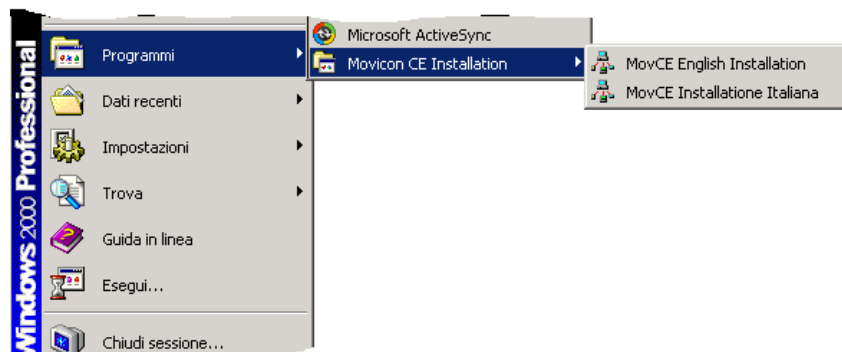 Windows 2000 Professional
Programmi
Dati recenti
Impostazioni
Trova
Guida in linea
Esegui...
Chiudi sessione...
Microsoft ActiveSync
Movicon CE Installation
MovCE English Installation
MovCE Installatione Italiana